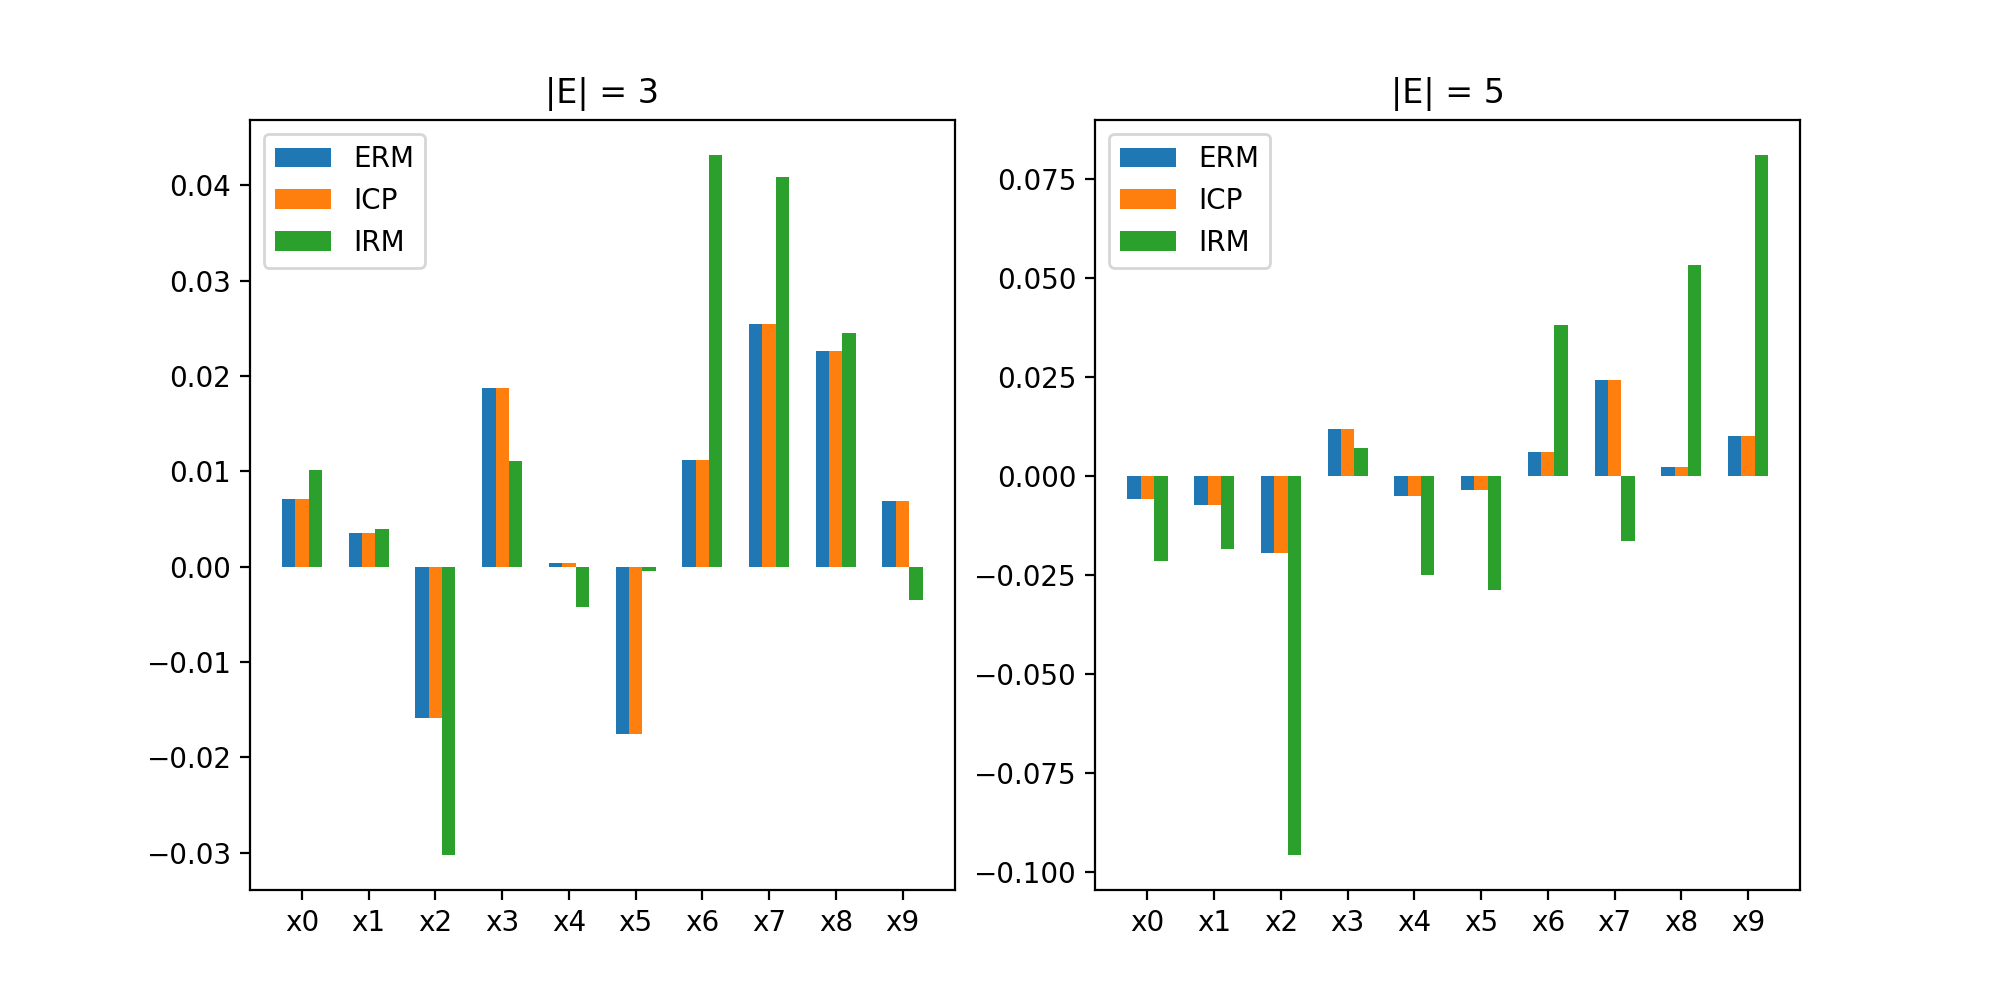 |E| = 3
ERM
ICP
IRM
0.04
0.03
0.02
0.01
0.00
−0.01
−0.02
−0.03
x0 x1 x2 x3 x4 x5 x6 x7 x8 x9
|E| = 5
ERM
ICP
IRM
0.075
0.050
0.025
0.000
−0.025
−0.050
−0.075
−0.100
x0 x1 x2 x3 x4 x5 x6 x7 x8 x9